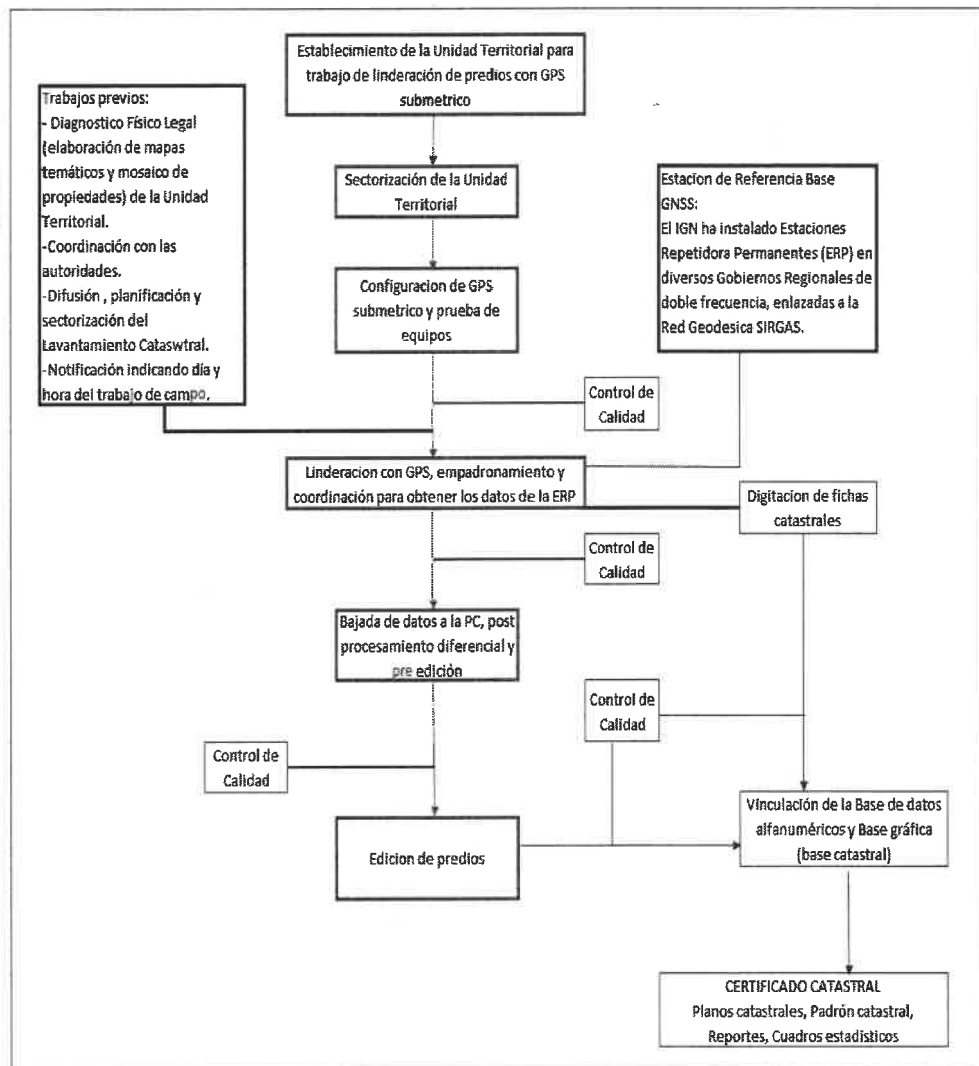 Establecimiento de la Unidad Territorial para
trabajo de linderación de predios con GPS
submetrico
Trabajos previos:
- Diagnostico Físico Legal
(elaboración de mapas
temáticos y mosaico de
propiedades) de la Unidad
Territorial.
-Coordinación con las
autoridades.
-Difusión , planificación y
sectorización del
Lavantamiento Cataswtral.
-Notificación indicando día y
hora del trabajo de campo.
Sectorización de la Unidad
Territorial
Estacion de Referencia Base
GNSS:
El IGN ha instalado Estaciones
Repetidora Permanentes (ERP) en
diversos Gobiernos Regionales de
doble frecuencia, enlazadas a la
Red Geodesica SIRGAS.
Configuracion de GPS
submetrico y prueba de
equipos
Control de
Calidad
Linderacion con GPS, empadronamiento y
coordinación para obtener los datos de la ERP
Digitacion de fichas
catastrales
Control de
Calidad
Bajada de datos a la PC, post
procesamiento diferencial y
pre edición
Control de
Calidad
Control de
Calidad
Vinculación de la Base de datos
alfanuméricos y Base gráfica
(base catastral)
Edicion de predios
CERTIFICADO CATASTRAL
Planos catastrales, Padrón catastral,
Reportes, Cuadros estadísticos